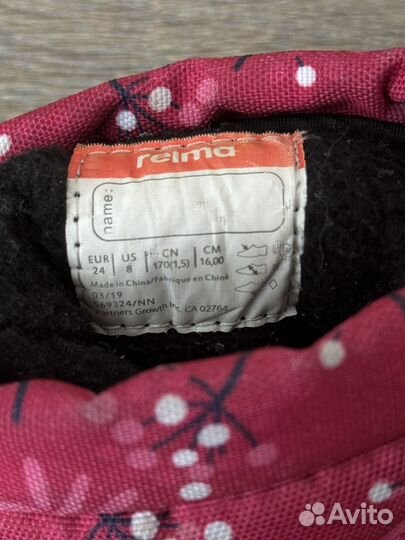 reima
name:
EUR US CN CM
24 8 170(1,5) 16,00
Made in China/Fabrique en Chine
03/19
569324/NN
Partners Growth Inc. CA 02764
Avito